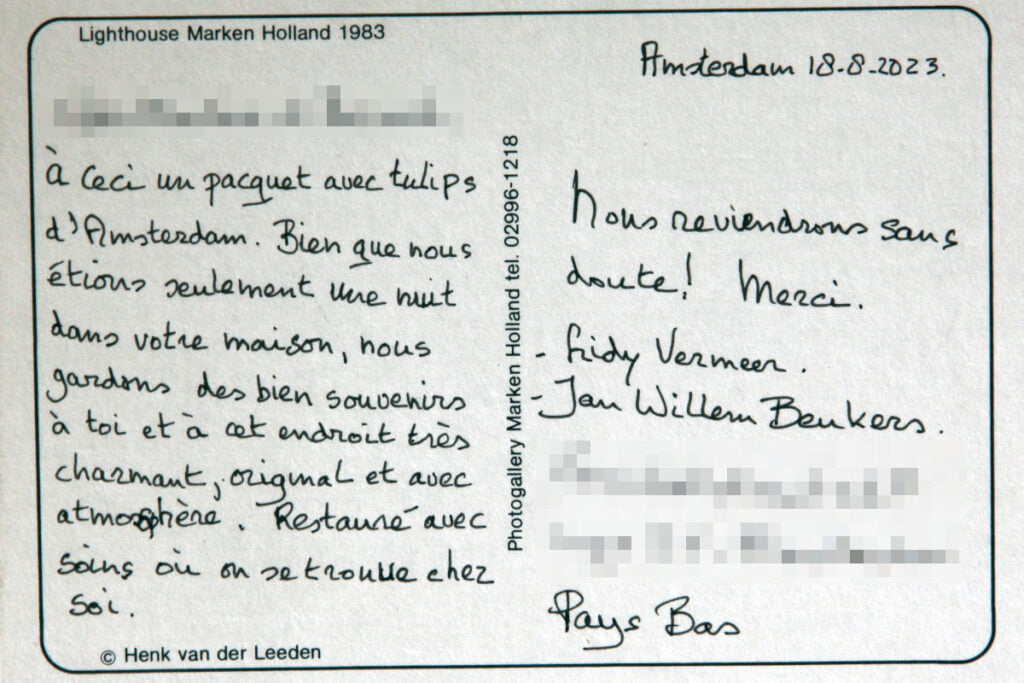 Lighthouse Marken Holland 1983
Amsterdam 18-8-2023.
à ceci un pacquet avec tulips
d'Amsterdam. Bien que nous
étions seulement une nuit
dans votre maison, nous
gardons des bien souvenirs
à toi et à cet endroit très
charmant, original et avec
atmosphère. Restauré avec
soins où on se trouve chez
soi.
© Henk van der Leeden
Photogallery Marken Holland tel. 02996-1218
Nous reviendrons sans
doute! Merci.
- Fridy Vermeer.
- Jan Willem Beukers.
Pays Bas